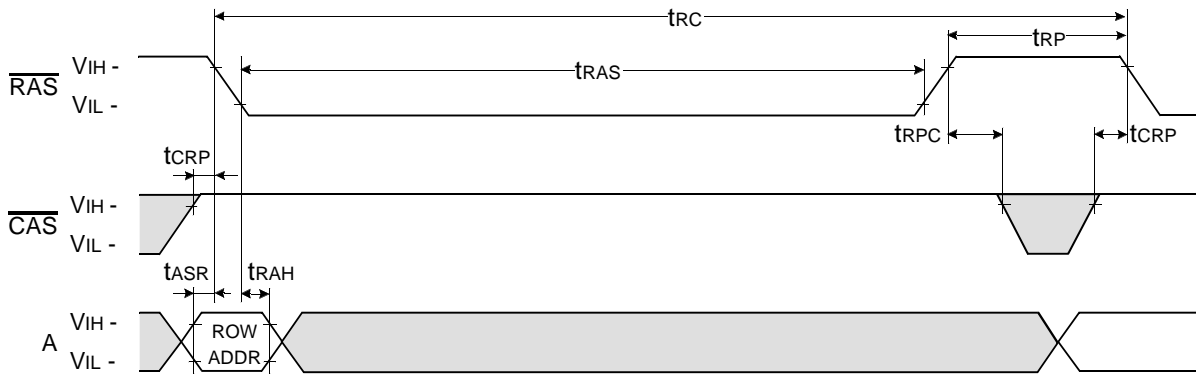 tRC
tRP
RAS
VIH -
VIL -
tRAS
tRPC
tCRP
tCRP
CAS
VIH -
VIL -
tASR
tRAH
A
VIH -
VIL -
ROW
ADDR